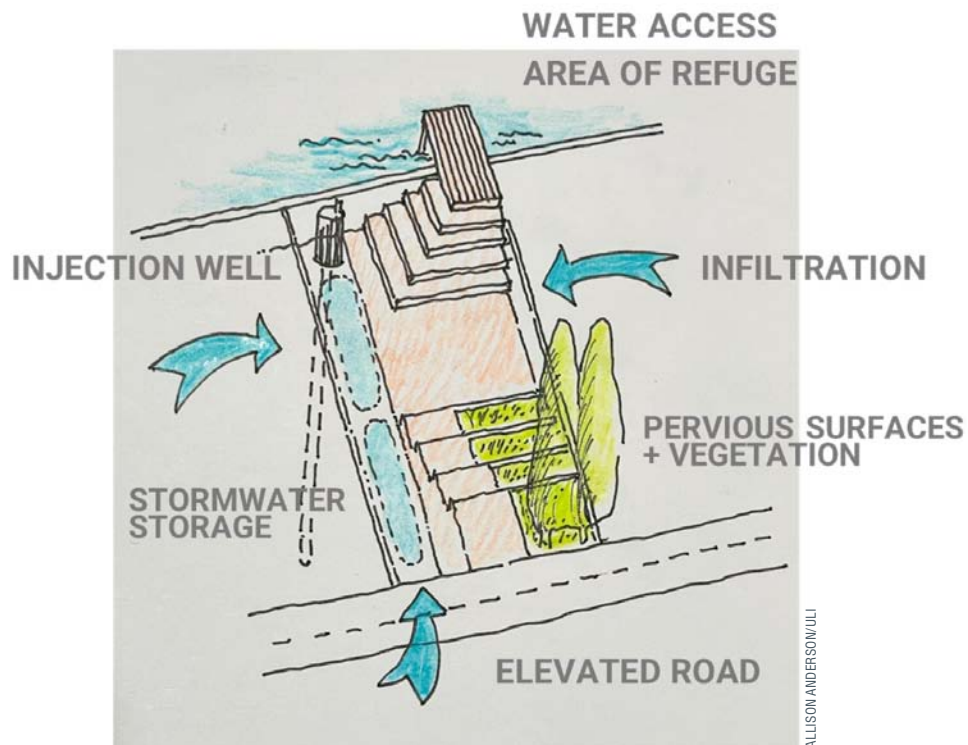 WATER ACCESS
AREA OF REFUGE
INJECTION WELL
INFILTRATION
PERVIOUS SURFACES
+ VEGETATION
STORMWATER
STORAGE
ELEVATED ROAD
ALLISON ANDERSON/ULI